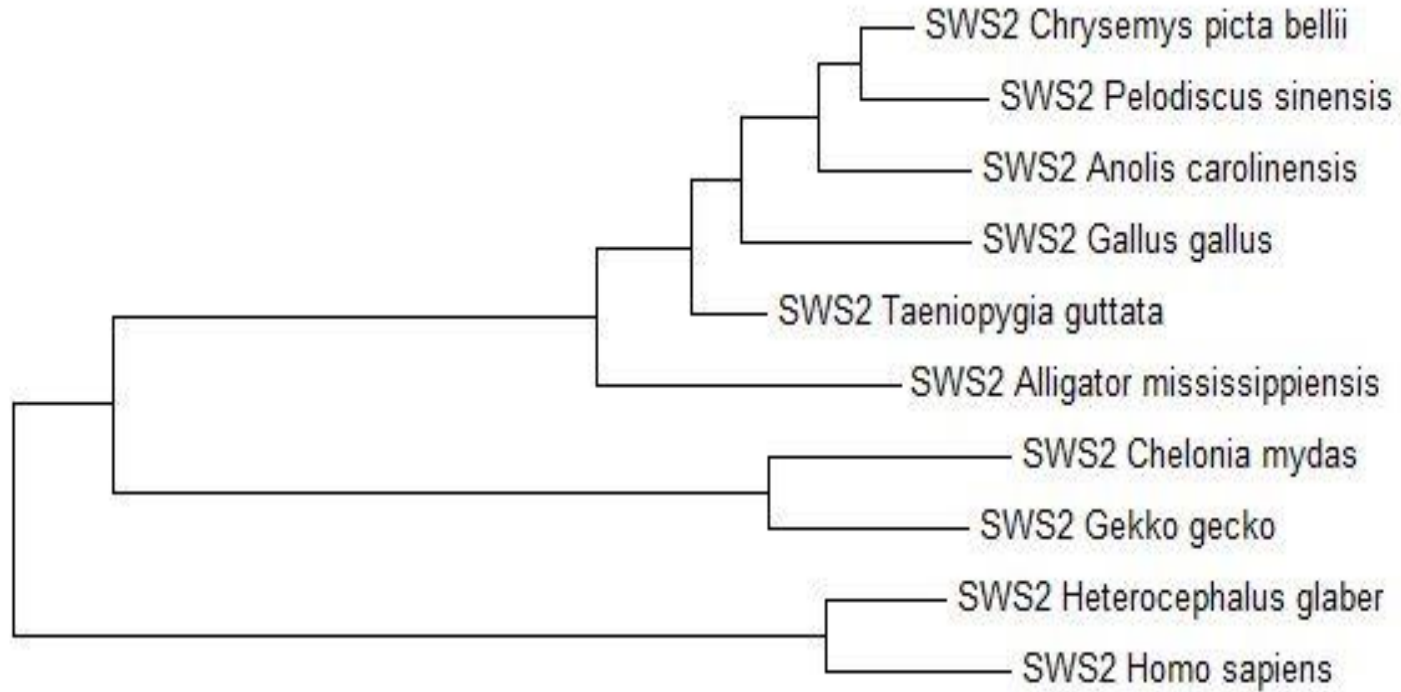 SWS2 Chrysemys picta bellii
SWS2 Pelodiscus sinensis
SWS2 Anolis carolinensis
SWS2 Gallus gallus
SWS2 Taeniopygia guttata
SWS2 Alligator mississippiensis
SWS2 Chelonia mydas
SWS2 Gekko gecko
SWS2 Heterocephalus glaber
SWS2 Homo sapiens